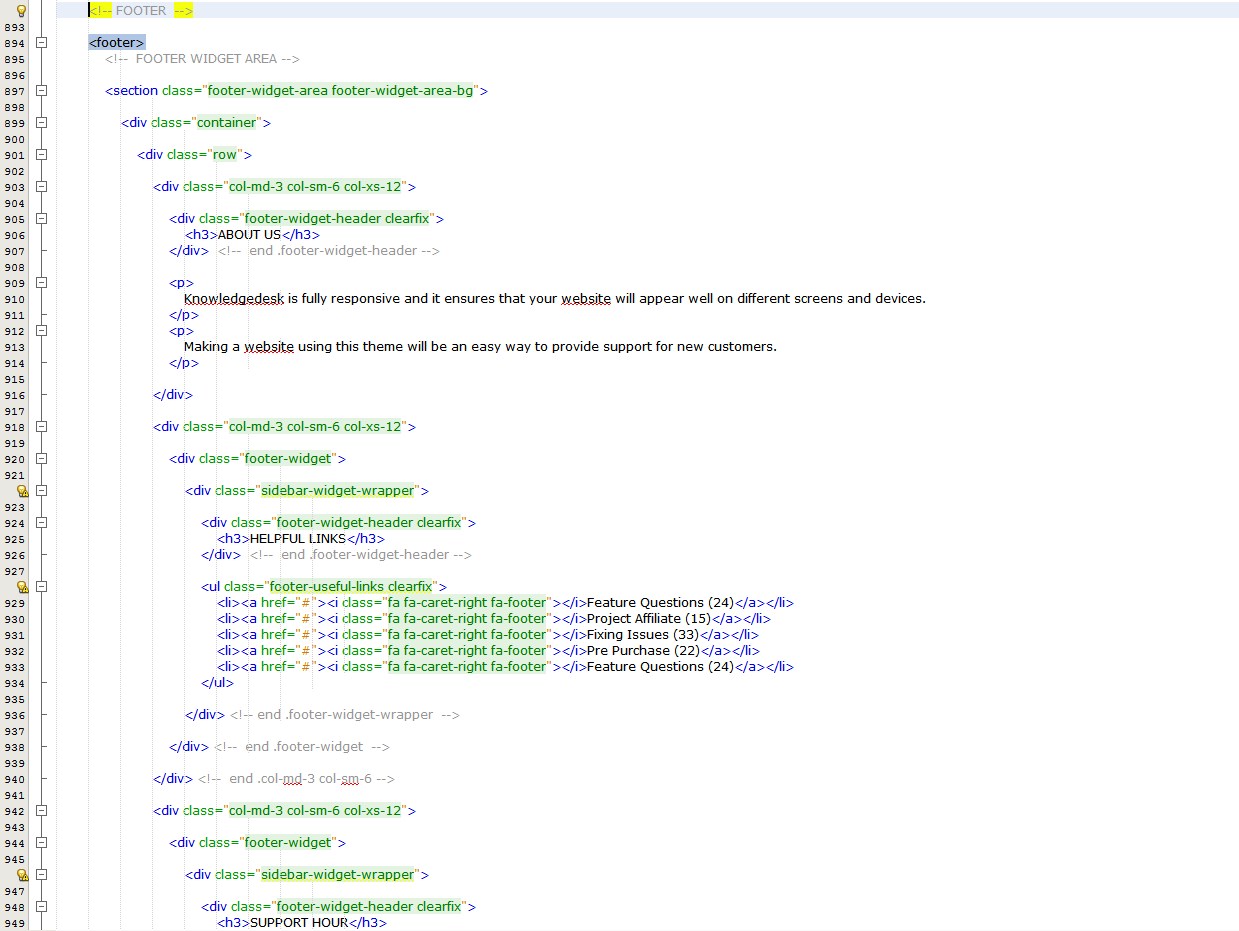 <!-- FOOTER -->
893
894 <footer>
895 <!-- FOOTER WIDGET AREA -->
896
897 <section class="footer-widget-area footer-widget-area-bg">
898
899 <div class="container">
900
901 <div class="row">
902
903 <div class="col-md-3 col-sm-6 col-xs-12">
904
905 <div class="footer-widget-header clearfix">
906 <h3>ABOUT US</h3>
907 </div> <!-- end .footer-widget-header -->
908
909 <p>
910 Knowledgedesk is fully responsive and it ensures that your website will appear well on different screens and devices.
911 </p>
912 <p>
913 Making a website using this theme will be an easy way to provide support for new customers.
914 </p>
915
916 </div>
917
918 <div class="col-md-3 col-sm-6 col-xs-12">
919
920 <div class="footer-widget">
921
<div class="sidebar-widget-wrapper">
923
924 <div class="footer-widget-header clearfix">
925 <h3>HELPFUL LINKS</h3>
926 </div> <!-- end .footer-widget-header -->
927
<ul class="footer-useful-links clearfix">
929 <li><a href="#"><i class="fa fa-caret-right fa-footer"></i>Feature Questions (24)</a></li>
930 <li><a href="#"><i class="fa fa-caret-right fa-footer"></i>Project Affiliate (15)</a></li>
931 <li><a href="#"><i class="fa fa-caret-right fa-footer"></i>Fixing Issues (33)</a></li>
932 <li><a href="#"><i class="fa fa-caret-right fa-footer"></i>Pre Purchase (22)</a></li>
933 <li><a href="#"><i class="fa fa-caret-right fa-footer"></i>Feature Questions (24)</a></li>
934 </ul>
935
936 </div> <!-- end .footer-widget-wrapper -->
937
938 </div> <!-- end .footer-widget -->
939
940 </div> <!-- end .col-md-3 col-sm-6 -->
941
942 <div class="col-md-3 col-sm-6 col-xs-12">
943
944 <div class="footer-widget">
945
<div class="sidebar-widget-wrapper">
947
948 <div class="footer-widget-header clearfix">
949 <h3>SUPPORT HOUR</h3>